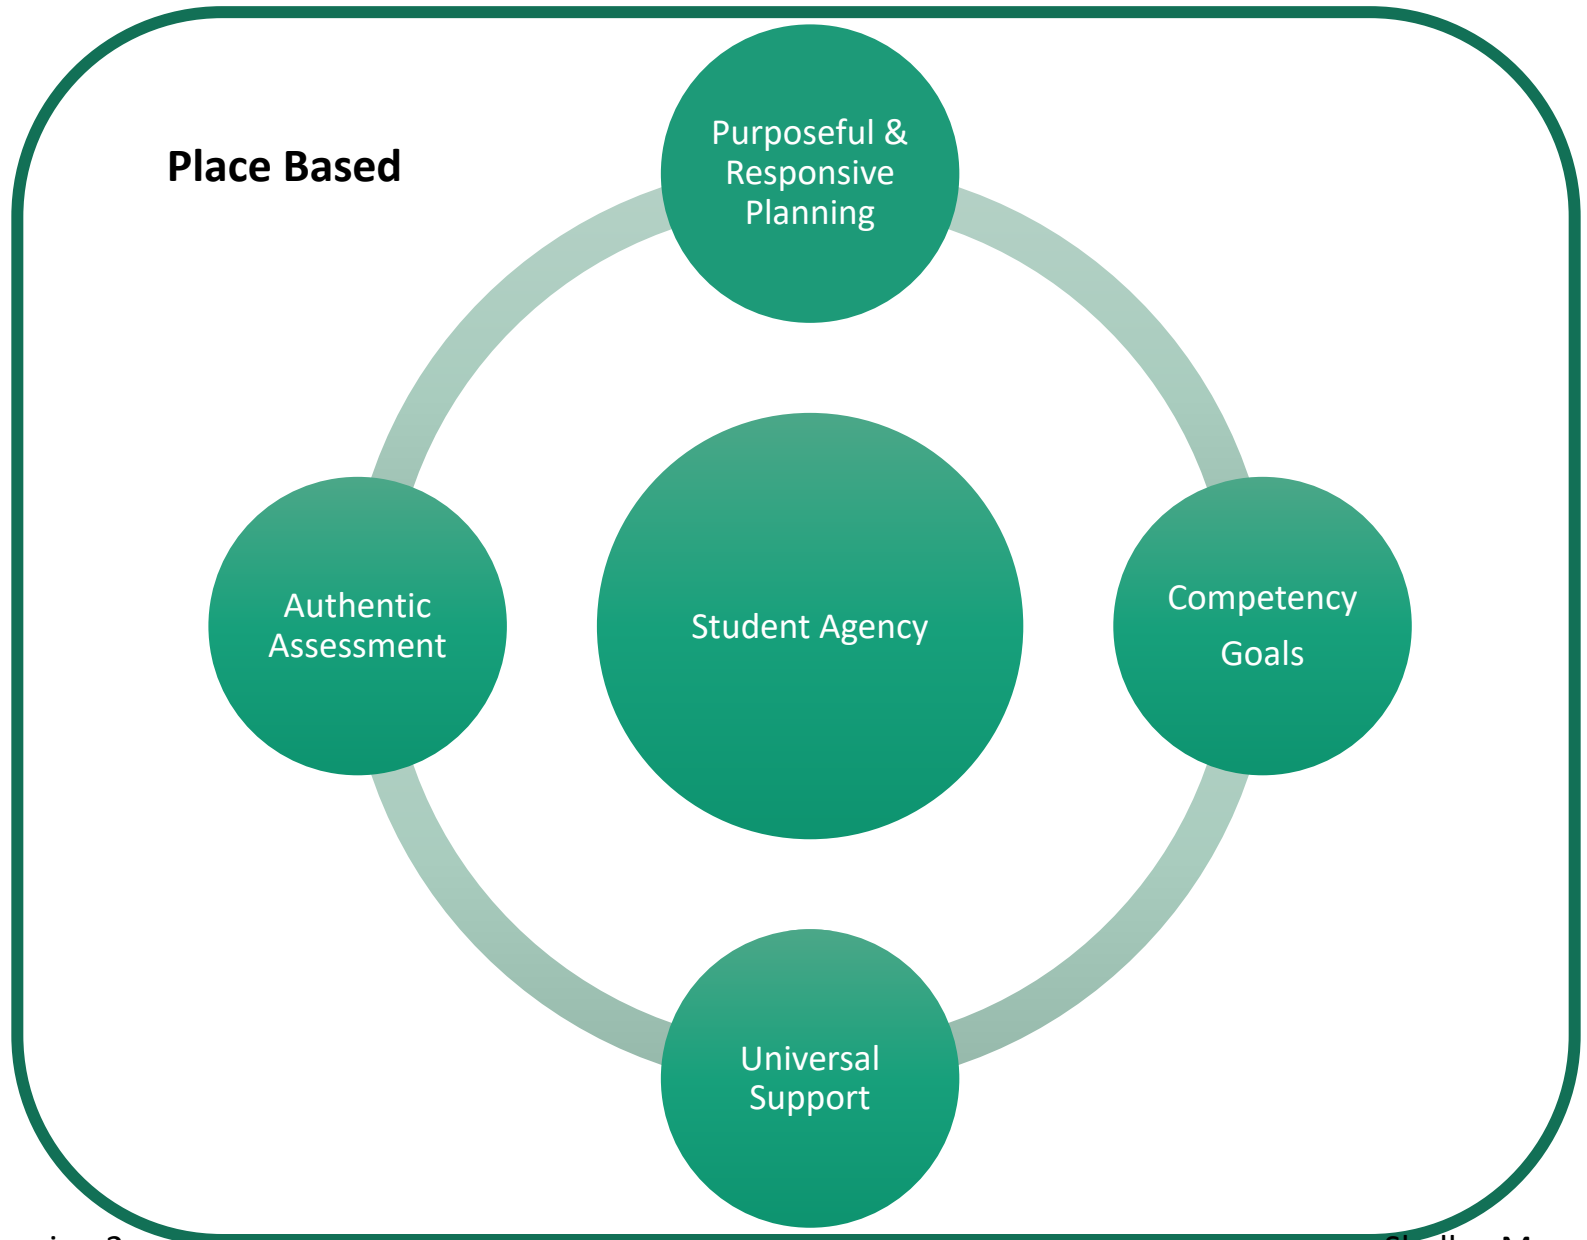 Place Based
Purposeful &
Responsive
Planning
Authentic
Assessment
Student Agency
Competency
Goals
Universal
Support